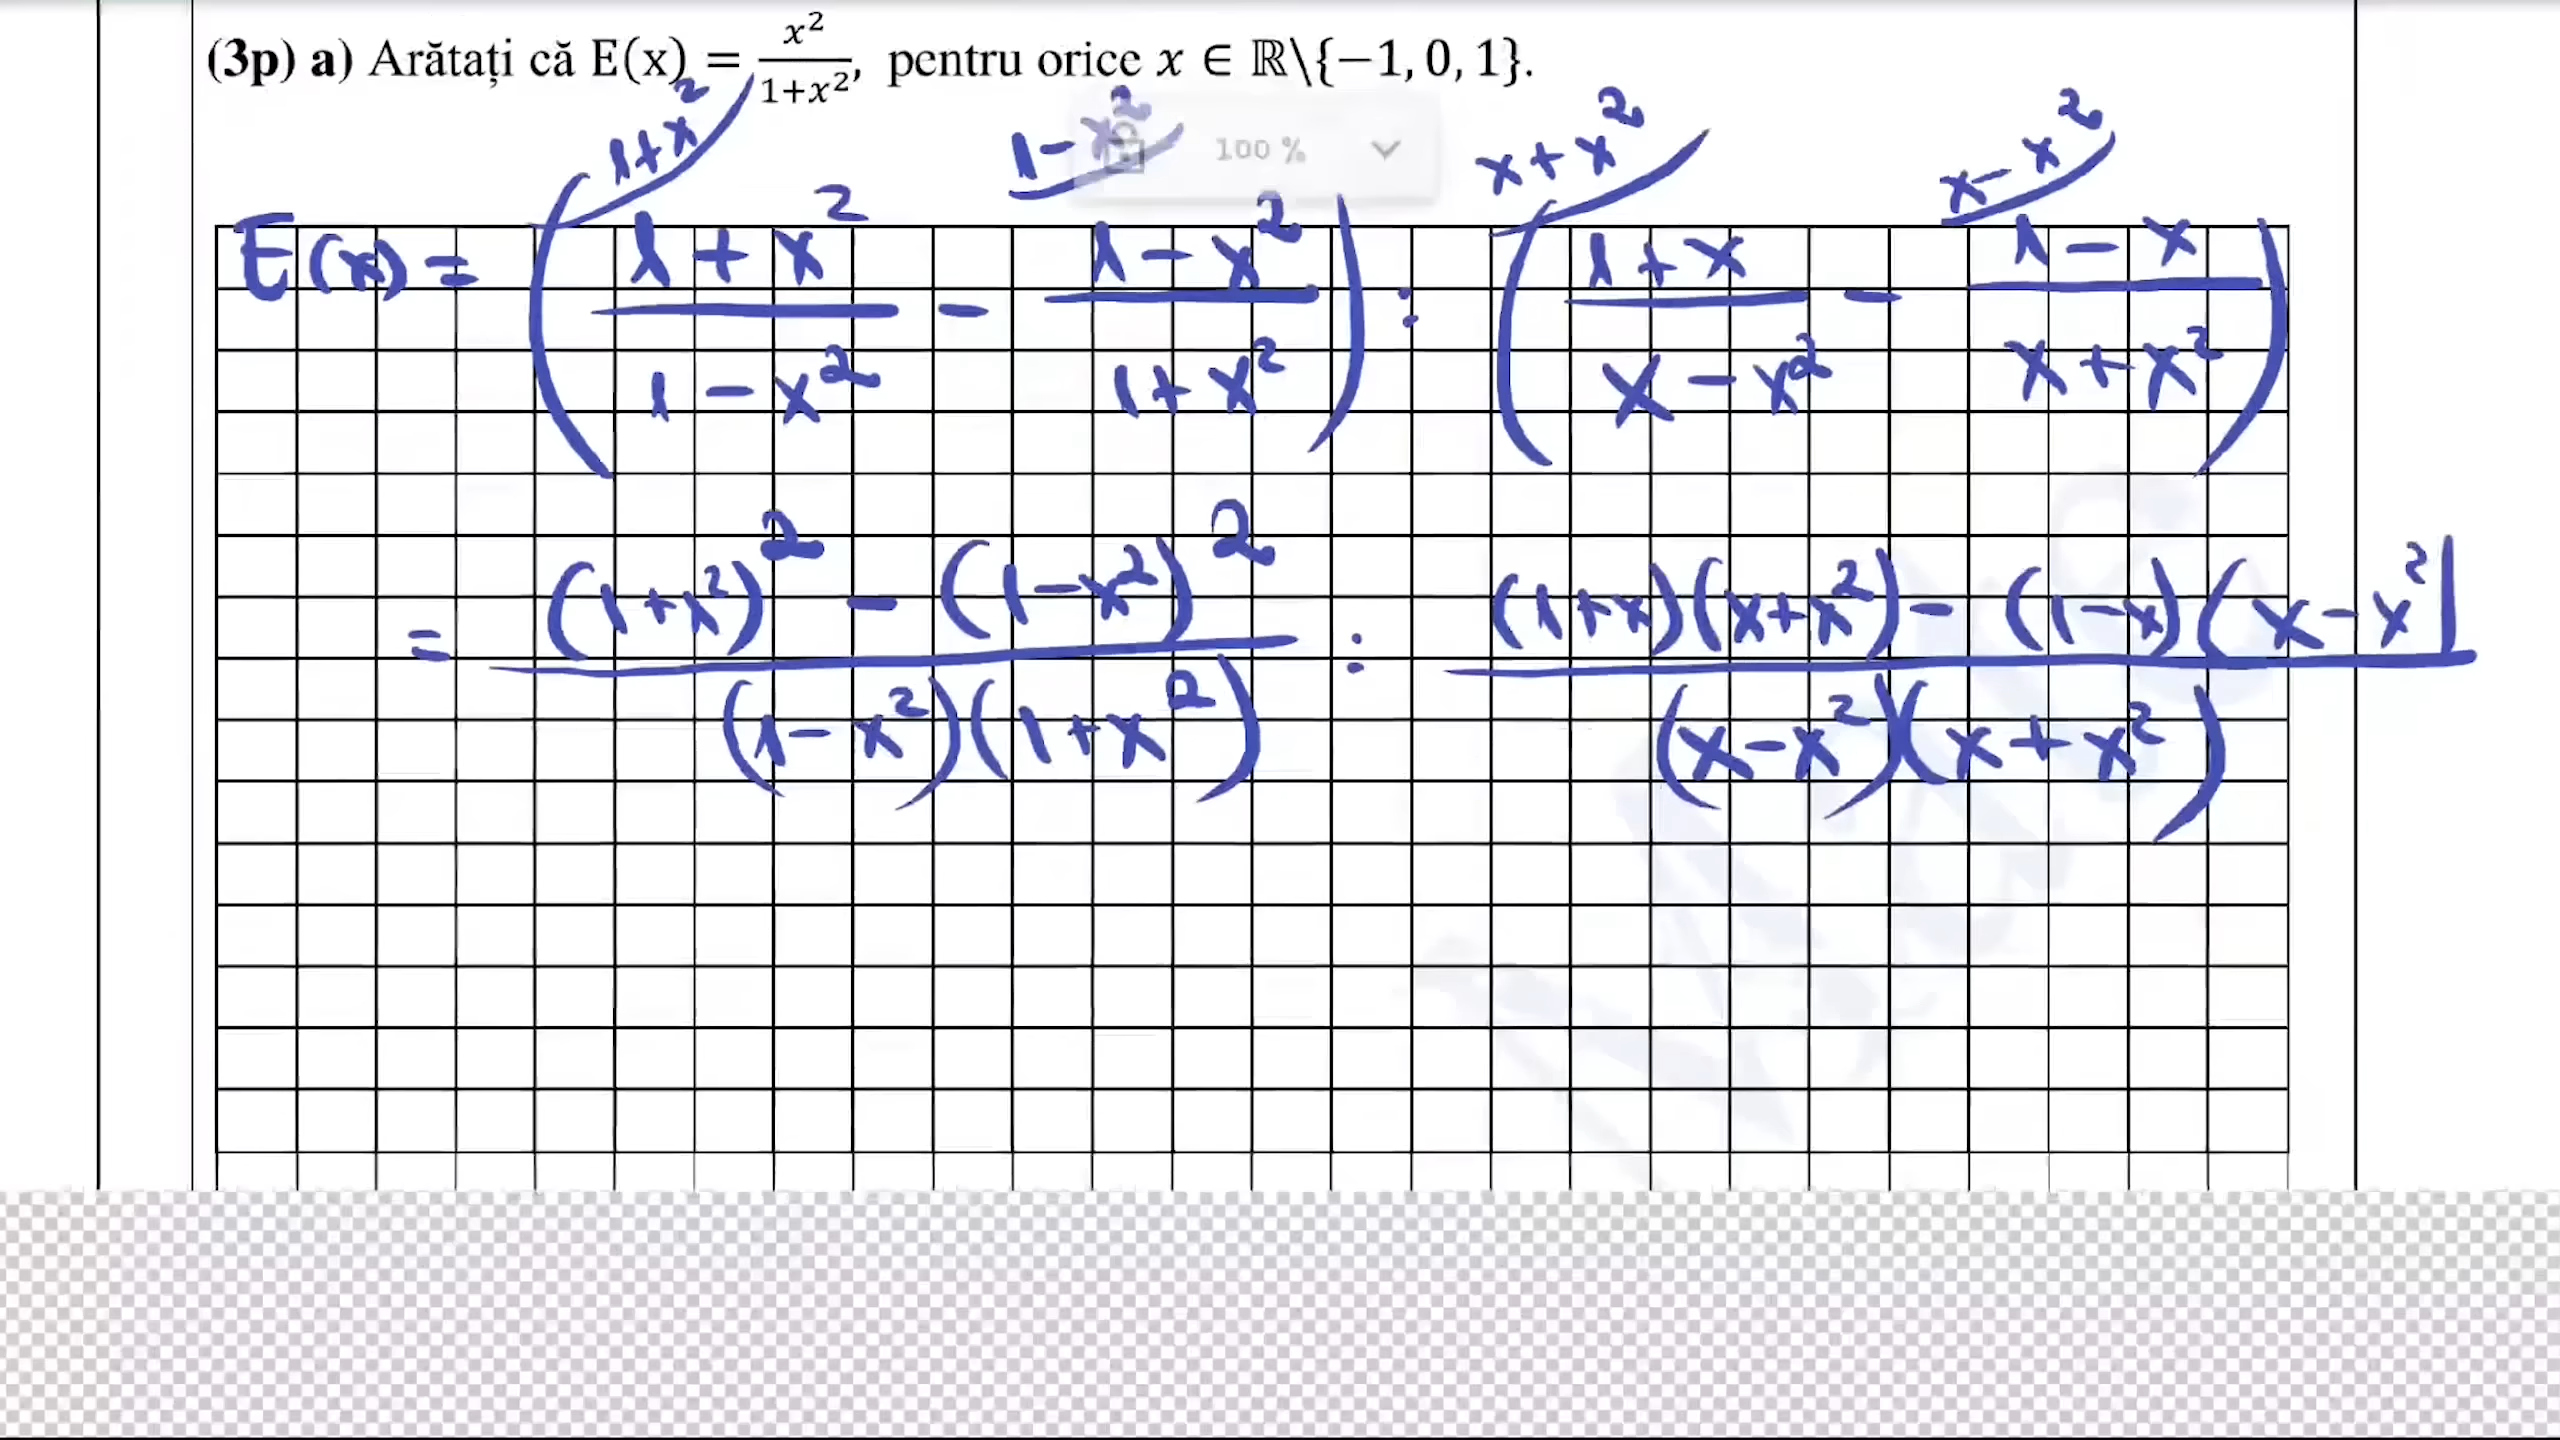 (3p) a) Arătați că E(x) = x²/(1+x²), pentru orice x ∈ ℝ\{−1, 0, 1}.
1+x² 1−x² x+x² x−x²
100 %
E(x) = ( (1+x²)/(1−x²) − (1−x²)/(1+x²) ) : ( (1+x)/(x−x²) − (1−x)/(x+x²) )
= ((1+x²)² − (1−x²)²)/((1−x²)(1+x²)) : ((1+x)(x+x²) − (1−x)(x−x²))/((x−x²)(x+x²))